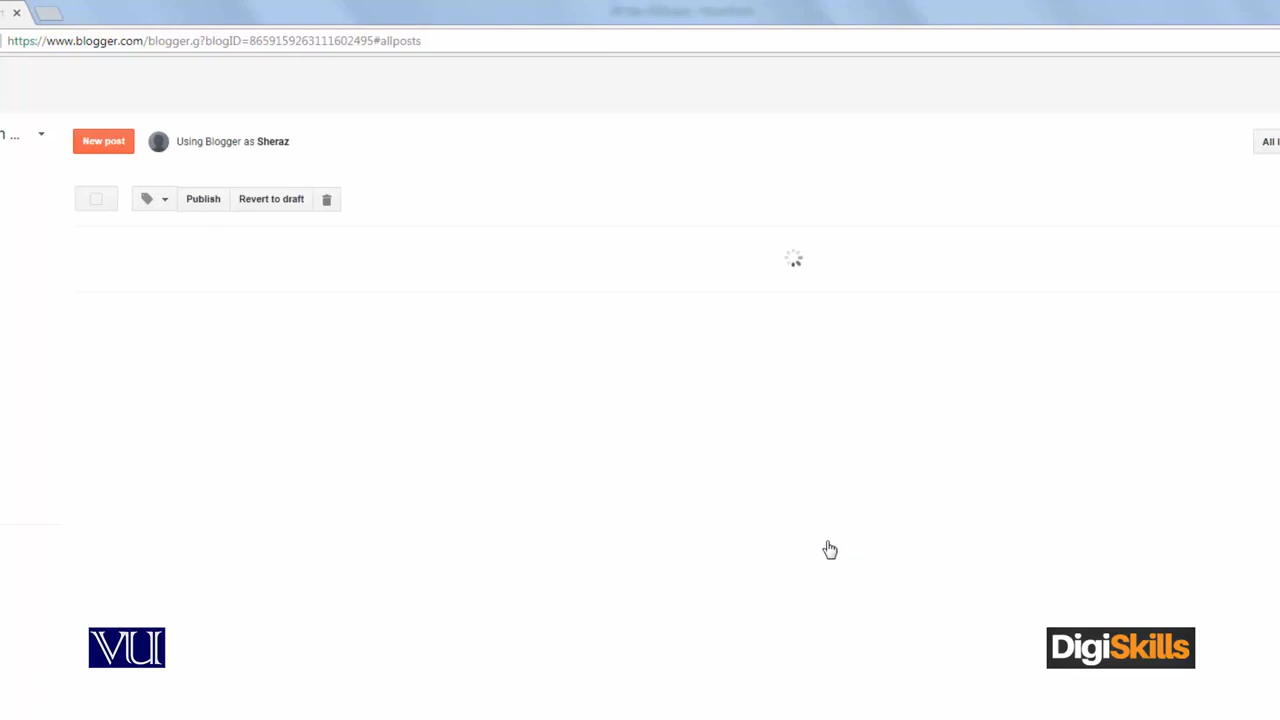 https://www.blogger.com/blogger.g?blogID=8659159263111602495#allposts
New post
Using Blogger as Sheraz
All
Publish
Revert to draft
VU
DigiSkills